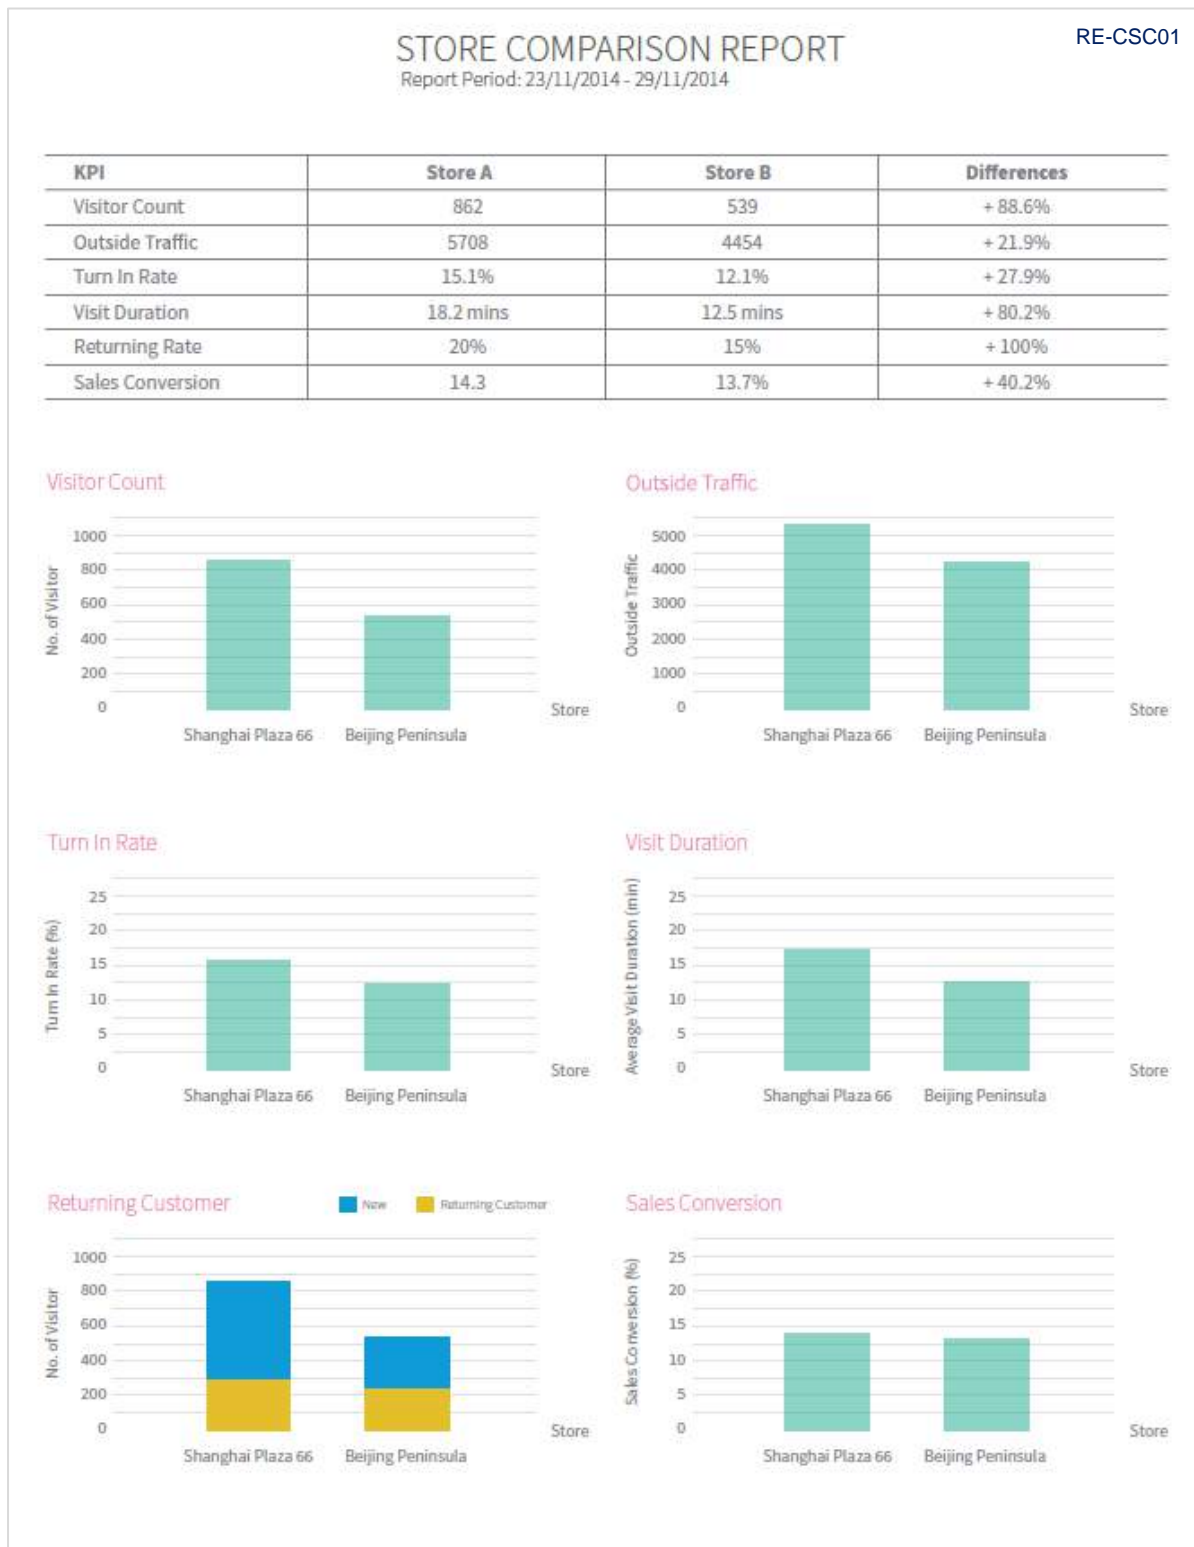 RE-CSC01
STORE COMPARISON REPORT
Report Period: 23/11/2014 - 29/11/2014
KPI Store A Store B Differences
Visitor Count 862 539 + 88.6%
Outside Traffic 5708 4454 + 21.9%
Turn In Rate 15.1% 12.1% + 27.9%
Visit Duration 18.2 mins 12.5 mins + 80.2%
Returning Rate 20% 15% + 100%
Sales Conversion 14.3 13.7% + 40.2%
Visitor Count
No. of Visitor
1000
800
600
400
200
0
Store
Shanghai Plaza 66 Beijing Peninsula
Outside Traffic
Outside Traffic
5000
4000
3000
2000
1000
0
Store
Shanghai Plaza 66 Beijing Peninsula
Turn In Rate
Turn In Rate (%)
25
20
15
10
5
0
Store
Shanghai Plaza 66 Beijing Peninsula
Visit Duration
Average Visit Duration (min)
25
20
15
10
5
0
Store
Shanghai Plaza 66 Beijing Peninsula
Returning Customer
New Returning Customer
No. of Visitor
1000
800
600
400
200
0
Store
Shanghai Plaza 66 Beijing Peninsula
Sales Conversion
Sales Conversion (%)
25
20
15
10
5
0
Store
Shanghai Plaza 66 Beijing Peninsula